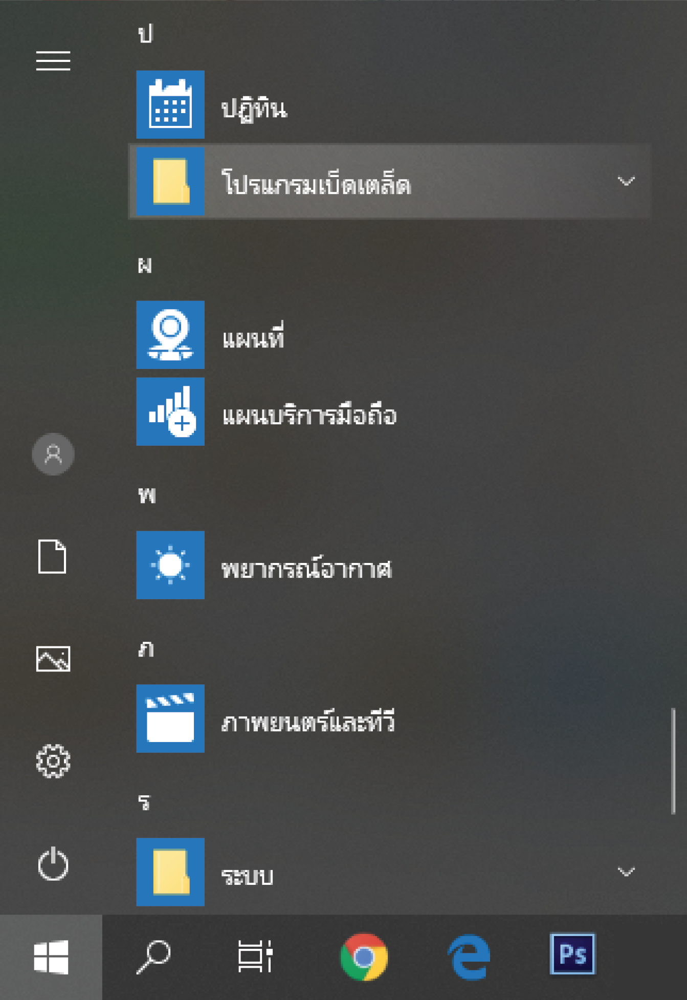 ป
ปฏิทิน
โปรแกรมเบ็ดเตล็ด
ผ
แผนที่
แผนบริการมือถือ
พ
พยากรณ์อากาศ
ภ
ภาพยนตร์และทีวี
ร
ระบบ
Ps